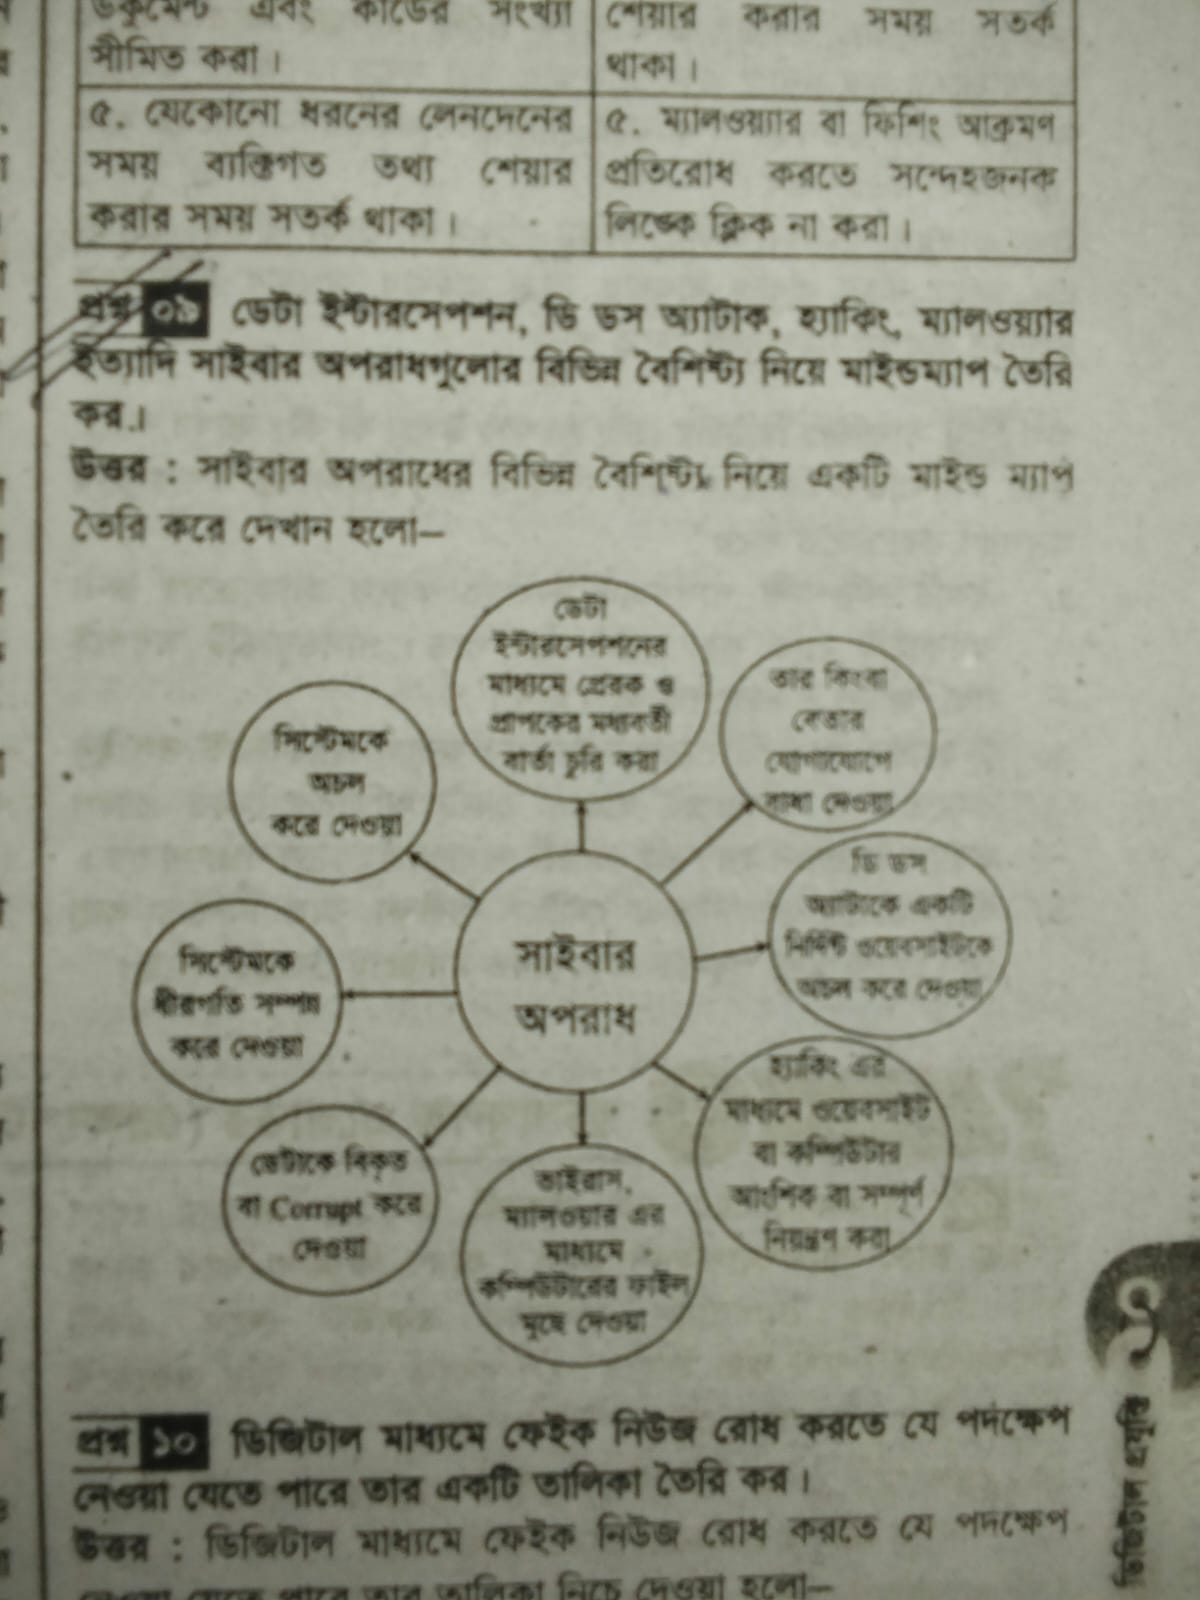 ডকুমেন্ট এবং কার্ডের সংখ্যা
সীমিত করা।
শেয়ার করার সময় সতর্ক
থাকা।
৫. যেকোনো ধরনের লেনদেনের
সময় ব্যক্তিগত তথ্য শেয়ার
করার সময় সতর্ক থাকা।
৫. ম্যালওয়্যার বা ফিশিং আক্রমণ
প্রতিরোধ করতে সন্দেহজনক
লিঙ্কে ক্লিক না করা।
প্রশ্ন ০৯ ডেটা ইন্টারসেপশন, ডি ডস অ্যাটাক, হ্যাকিং, ম্যালওয়্যার
ইত্যাদি সাইবার অপরাধগুলোর বিভিন্ন বৈশিষ্ট্য নিয়ে মাইন্ডম্যাপ তৈরি
কর।
উত্তর : সাইবার অপরাধের বিভিন্ন বৈশিষ্ট্য নিয়ে একটি মাইন্ড ম্যাপ
তৈরি করে দেখান হলো—
ডেটা
ইন্টারসেপশনের
মাধ্যমে প্রেরক ও
প্রাপকের মধ্যবর্তী
বার্তা চুরি করা
তার কিংবা
বেতার
যোগাযোগে
বাধা দেওয়া
সিস্টেমকে
অচল
করে দেওয়া
ডি ডস
অ্যাটাকে একটি
নির্দিষ্ট ওয়েবসাইটকে
অচল করে দেওয়া
সাইবার
অপরাধ
সিস্টেমকে
ধীরগতি সম্পন্ন
করে দেওয়া
হ্যাকিং এর
মাধ্যমে ওয়েবসাইট
বা কম্পিউটার
আংশিক বা সম্পূর্ণ
নিয়ন্ত্রণ করা
ডেটাকে বিকৃত
বা Corrupt করে
দেওয়া
ভাইরাস,
ম্যালওয়ার এর
মাধ্যমে
কম্পিউটারের ফাইল
মুছে দেওয়া
প্রশ্ন ১০ ডিজিটাল মাধ্যমে ফেইক নিউজ রোধ করতে যে পদক্ষেপ
নেওয়া যেতে পারে তার একটি তালিকা তৈরি কর।
উত্তর : ডিজিটাল মাধ্যমে ফেইক নিউজ রোধ করতে যে পদক্ষেপ
নেওয়া যেতে পারে তার তালিকা নিচে দেওয়া হলো—
ডিজিটাল প্রযুক্তি